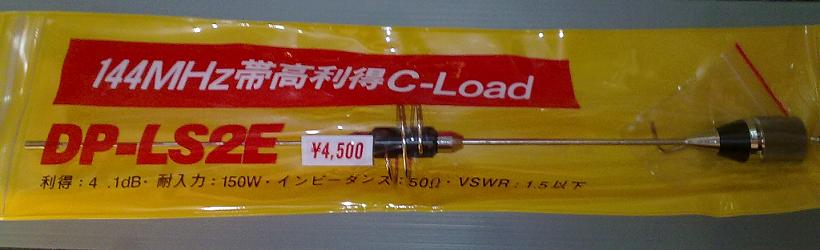 144MHz帯高利得C-Load
DP-LS2E
¥4,500
利得:4.1dB・耐入力:150W・インピーダンス:50Ω・VSWR:1.5以下